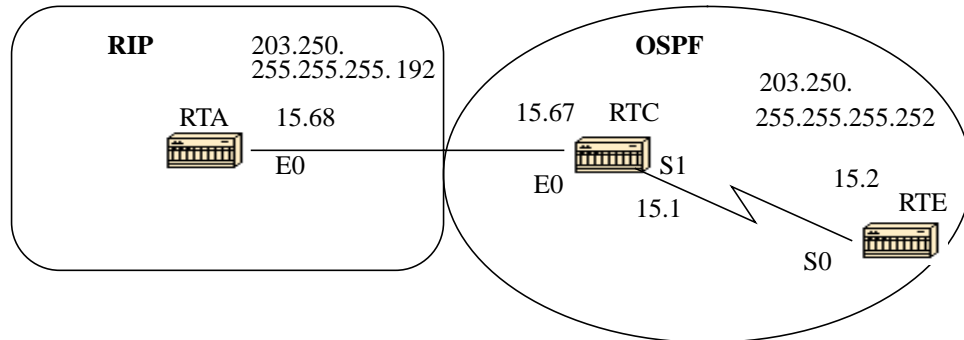 RIP
203.250.
255.255.255. 192
RTA
15.68
E0
OSPF
203.250.
255.255.255.252
15.67
RTC
E0
S1
15.1
15.2
RTE
S0